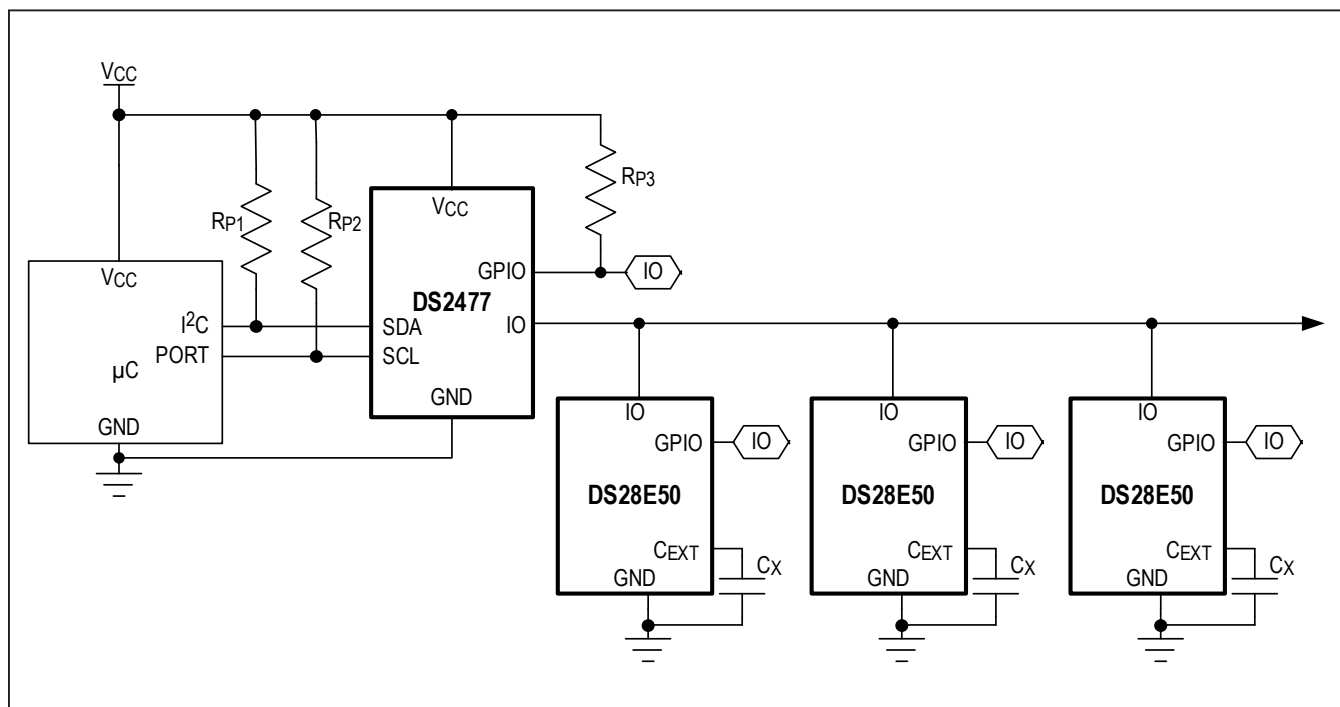 VCC
RP1
RP2
RP3
VCC
I²C
PORT
µC
GND
VCC
GPIO
DS2477
SDA
IO
SCL
GND
IO
IO
GPIO
IO
DS28E50
CEXT
CX
GND
IO
GPIO
IO
DS28E50
CEXT
CX
GND
IO
GPIO
IO
DS28E50
CEXT
CX
GND